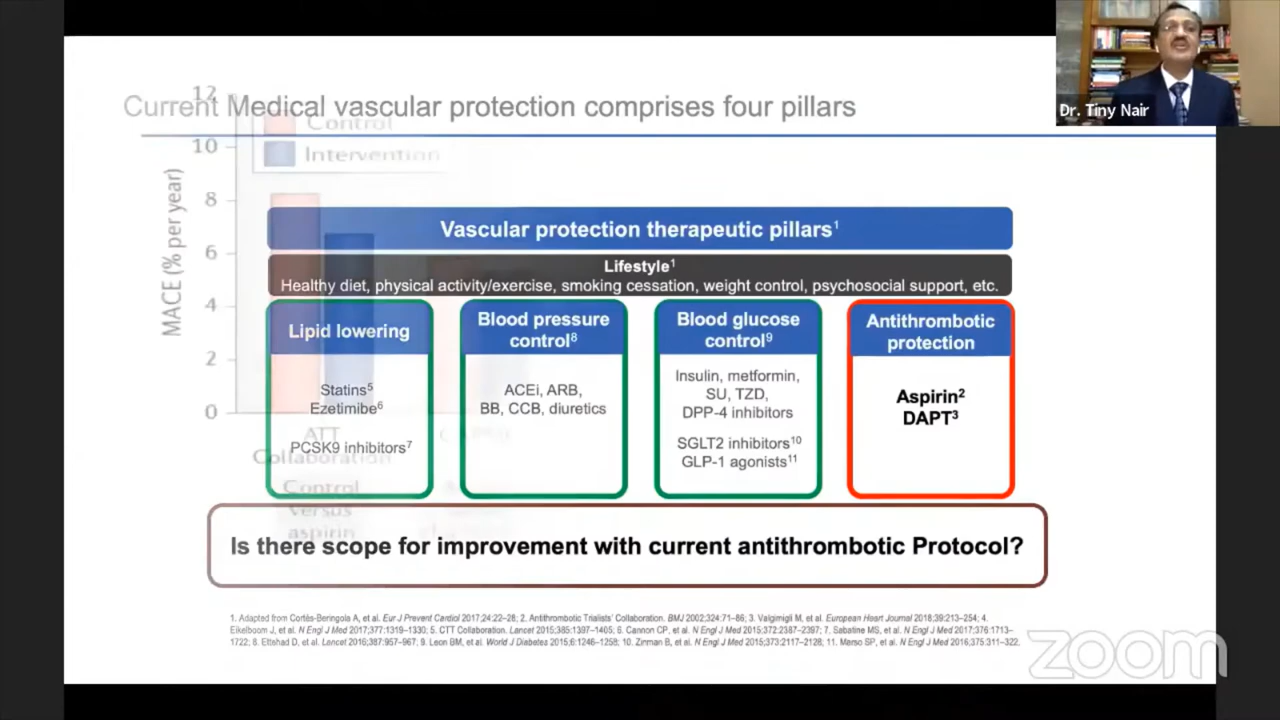 Current Medical vascular protection comprises four pillars
Dr. Tiny Nair
12
10
8
6
4
2
0
MACE (% per year)
Control
Intervention
Vascular protection therapeutic pillars1
Lifestyle1
Healthy diet, physical activity/exercise, smoking cessation, weight control, psychosocial support, etc.
Lipid lowering
Statins5
Ezetimibe6
PCSK9 inhibitors7
Blood pressure
control8
ACEi, ARB,
BB, CCB, diuretics
Blood glucose
control9
Insulin, metformin,
SU, TZD,
DPP-4 inhibitors
SGLT2 inhibitors10
GLP-1 agonists11
Antithrombotic
protection
Aspirin2
DAPT3
ATT
Collaboration
Control
versus
aspirin
Is there scope for improvement with current antithrombotic Protocol?
1. Adapted from Cortés-Beringola A, et al. Eur J Prevent Cardiol 2017;24:22–28; 2. Antithrombotic Trialists' Collaboration. BMJ 2002;324:71–86; 3. Valgimigli M, et al. European Heart Journal 2018;39:213–254; 4.
Eikelboom J, et al. N Engl J Med 2017;377:1319–1330; 5. CTT Collaboration. Lancet 2015;385:1397–1405; 6. Cannon CP, et al. N Engl J Med 2015;372:2387–2397; 7. Sabatine MS, et al. N Engl J Med 2017;376:1713–
1722; 8. Ettehad D, et al. Lancet 2016;387:957–967; 9. Leon BM, et al. World J Diabetes 2015;6:1246–1258; 10. Zinman B, et al. N Engl J Med 2015;373:2117–2128; 11. Marso SP, et al. N Engl J Med 2016;375:311–322.
zoom